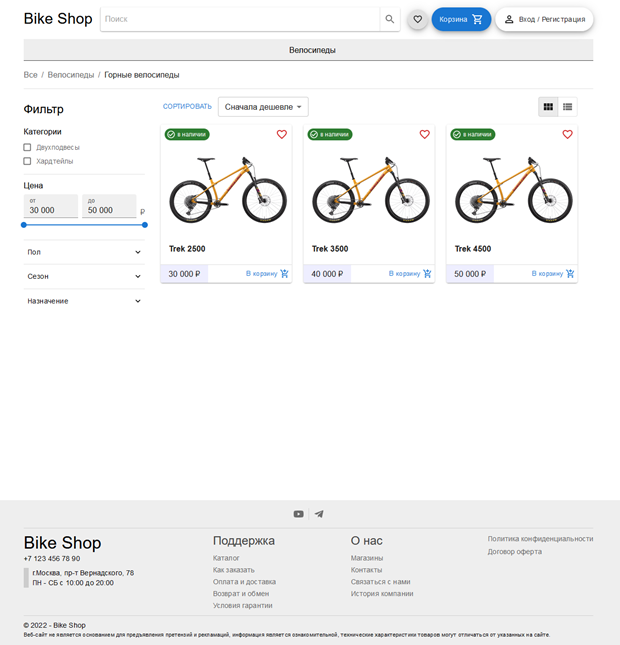 Bike Shop
Поиск
Корзина
Вход / Регистрация
Велосипеды
Все / Велосипеды / Горные велосипеды
Фильтр
Категории
Двухподвесы
Хардтейлы
Цена
от
30 000
до
50 000
₽
Пол
Сезон
Назначение
СОРТИРОВАТЬ
Сначала дешевле
в наличии
Trek 2500
30 000 ₽
В корзину
в наличии
Trek 3500
40 000 ₽
В корзину
в наличии
Trek 4500
50 000 ₽
В корзину
Bike Shop
+7 123 456 78 90
г.Москва, пр-т Вернадского, 78
ПН - СБ с 10:00 до 20:00
Поддержка
Каталог
Как заказать
Оплата и доставка
Возврат и обмен
Условия гарантии
О нас
Магазины
Контакты
Связаться с нами
История компании
Политика конфиденциальности
Договор оферта
© 2022 - Bike Shop
Веб-сайт не является основанием для предъявления претензий и рекламаций, информация является ознакомительной, технические характеристики товаров могут отличаться от указанных на сайте.